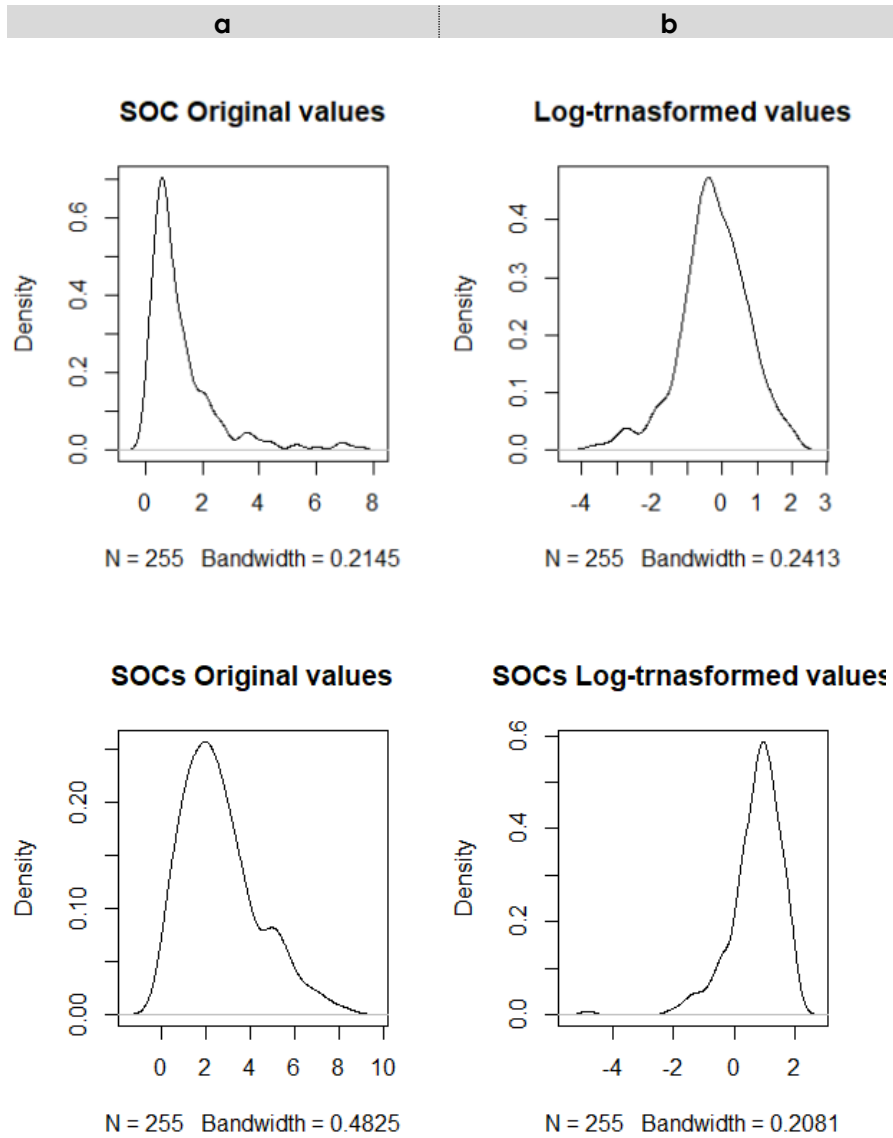 a b
SOC Original values
Density
0.0 0.2 0.4 0.6
0 2 4 6 8
N = 255 Bandwidth = 0.2145
Log-trnasformed values
Density
0.0 0.1 0.2 0.3 0.4
-4 -2 0 1 2 3
N = 255 Bandwidth = 0.2413
SOCs Original values
Density
0.00 0.10 0.20
0 2 4 6 8 10
N = 255 Bandwidth = 0.4825
SOCs Log-trnasformed values
Density
0.0 0.2 0.4 0.6
-4 -2 0 2
N = 255 Bandwidth = 0.2081